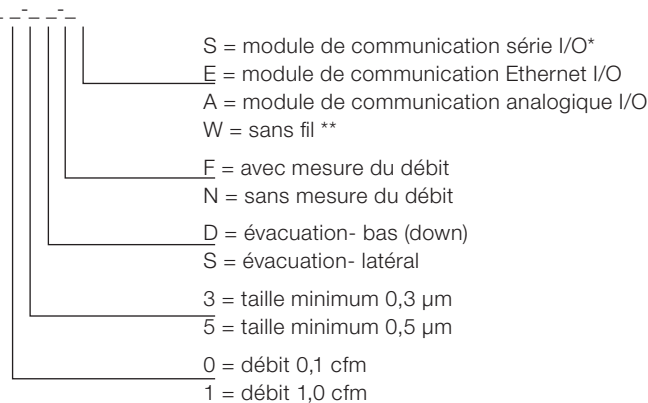 _ _-_ _-_
S = module de communication série I/O*
E = module de communication Ethernet I/O
A = module de communication analogique I/O
W = sans fil **
F = avec mesure du débit
N = sans mesure du débit
D = évacuation- bas (down)
S = évacuation- latéral
3 = taille minimum 0,3 µm
5 = taille minimum 0,5 µm
0 = débit 0,1 cfm
1 = débit 1,0 cfm